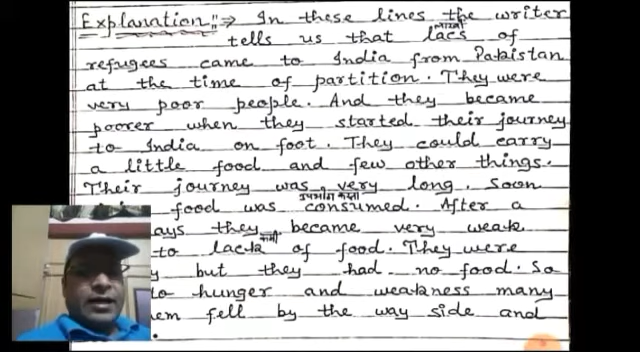 Explanation :- ⇒ In these lines the writer
लाखों
tells us that lacs of
refugees came to India from Pakistan
at the time of partition. They were
very poor people. And they became
poorer when they started their journey
to India on foot. They could carry
a little food and few other things.
Their journey was very long. Soon
उपभोग करना
food was consumed. After a
ays they became very weak
कमी
to lack of food. They were
y but they had no food. So
to hunger and weakness many
em fell by the way side and